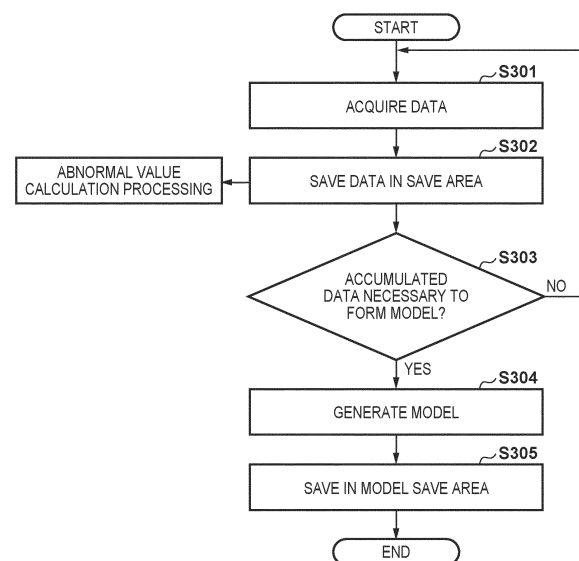 START
S301
ACQUIRE DATA
S302
SAVE DATA IN SAVE AREA
ABNORMAL VALUE
CALCULATION PROCESSING
S303
ACCUMULATED
DATA NECESSARY TO
FORM MODEL?
NO
YES
S304
GENERATE MODEL
S305
SAVE IN MODEL SAVE AREA
END